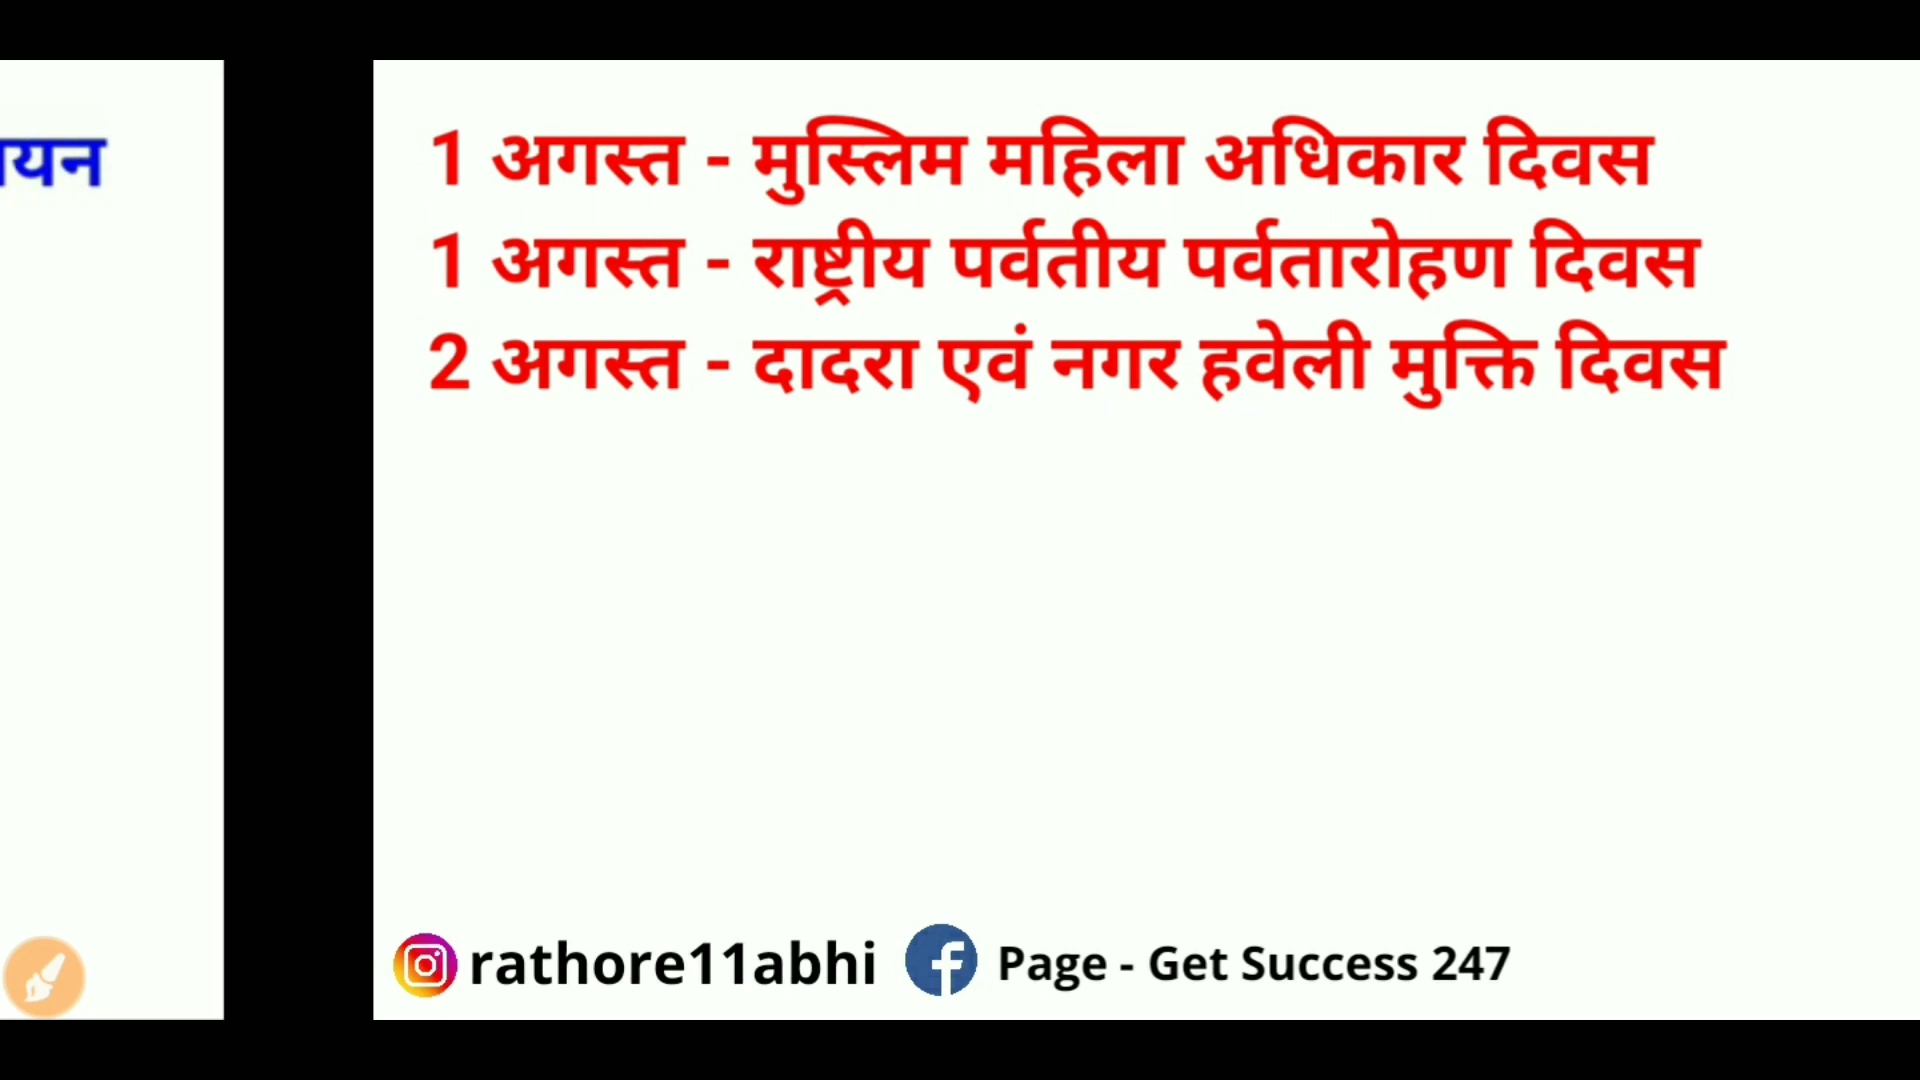 1 अगस्त - मुस्लिम महिला अधिकार दिवस
1 अगस्त - राष्ट्रीय पर्वतीय पर्वतारोहण दिवस
2 अगस्त - दादरा एवं नगर हवेली मुक्ति दिवस
rathore11abhi Page - Get Success 247